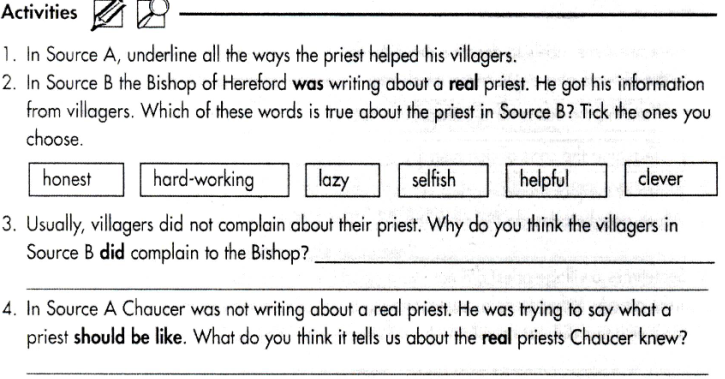 Activities
1. In Source A, underline all the ways the priest helped his villagers.
2. In Source B the Bishop of Hereford was writing about a real priest. He got his information
from villagers. Which of these words is true about the priest in Source B? Tick the ones you
choose.
honest hard-working lazy selfish helpful clever
3. Usually, villagers did not complain about their priest. Why do you think the villagers in
Source B did complain to the Bishop?
4. In Source A Chaucer was not writing about a real priest. He was trying to say what a
priest should be like. What do you think it tells us about the real priests Chaucer knew?